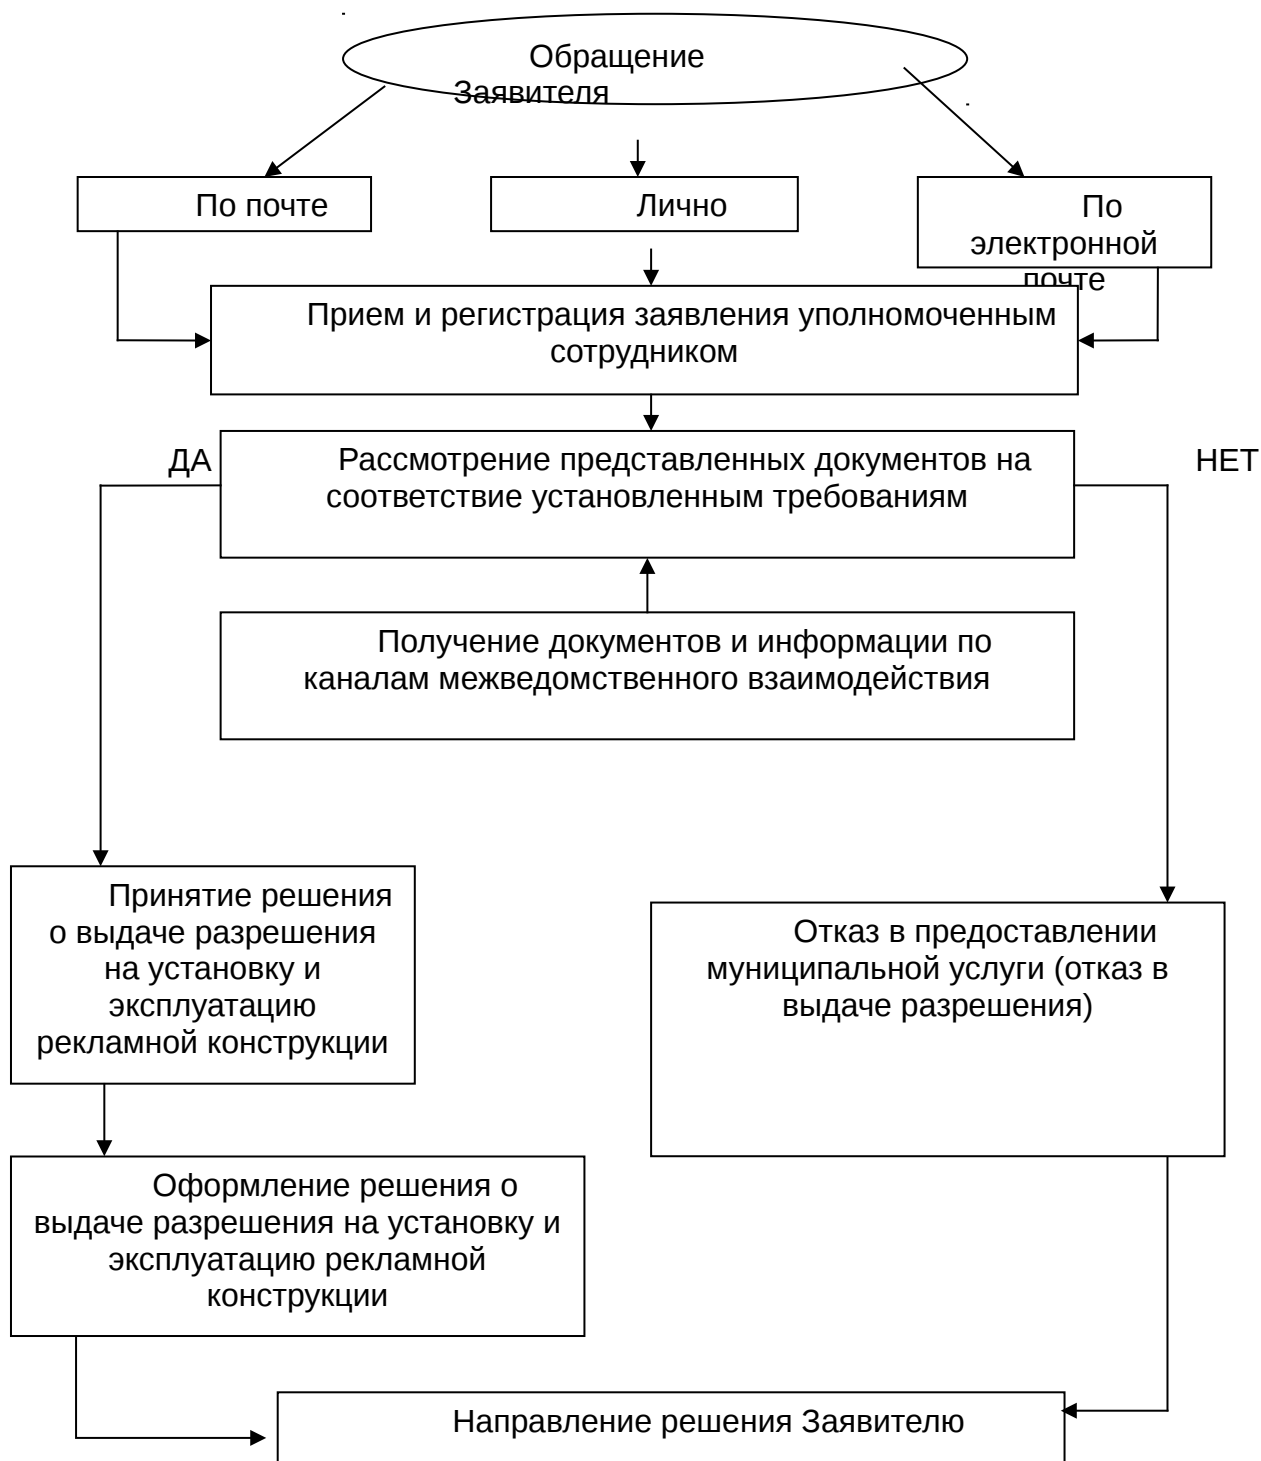 Обращение
Заявителя
По почте
Лично
По
электронной
почте
Прием и регистрация заявления уполномоченным
сотрудником
ДА
Рассмотрение представленных документов на
соответствие установленным требованиям
НЕТ
Получение документов и информации по
каналам межведомственного взаимодействия
Принятие решения
о выдаче разрешения
на установку и
эксплуатацию
рекламной конструкции
Отказ в предоставлении
муниципальной услуги (отказ в
выдаче разрешения)
Оформление решения о
выдаче разрешения на установку и
эксплуатацию рекламной
конструкции
Направление решения Заявителю